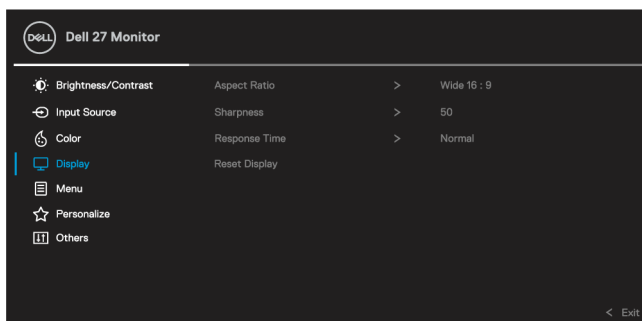 DELL Dell 27 Monitor
Brightness/Contrast Aspect Ratio > Wide 16 : 9
Input Source Sharpness > 50
Color Response Time > Normal
Display Reset Display
Menu
Personalize
Others
< Exit